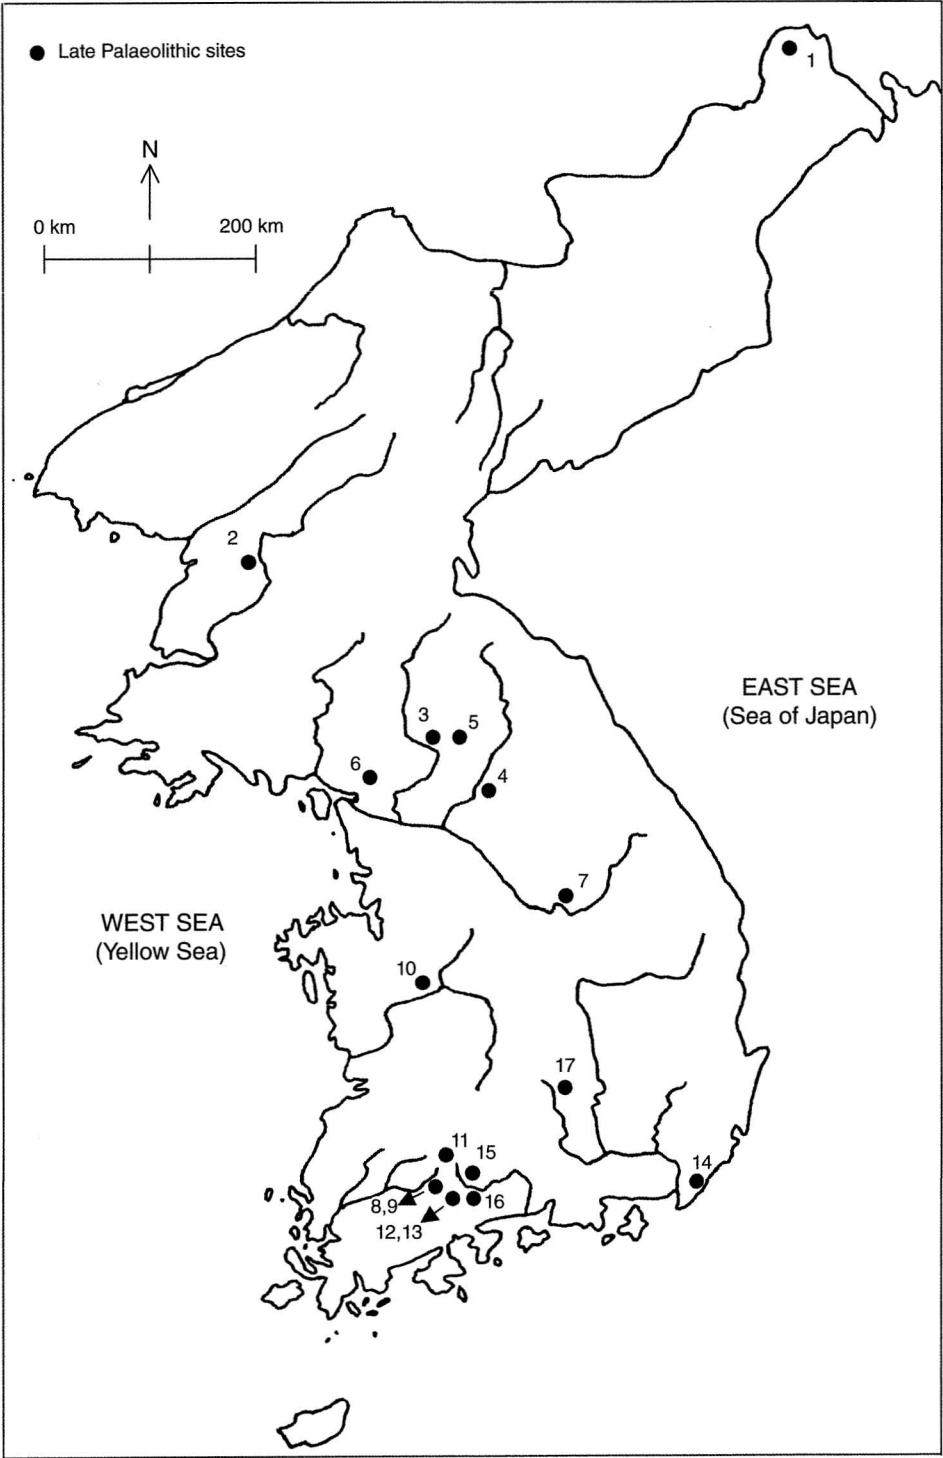 Late Palaeolithic sites
1
N
0 km 200 km
2
EAST SEA
(Sea of Japan)
3 5
6 4
7
WEST SEA
(Yellow Sea)
10
17
11
15
14
8,9 16
12,13